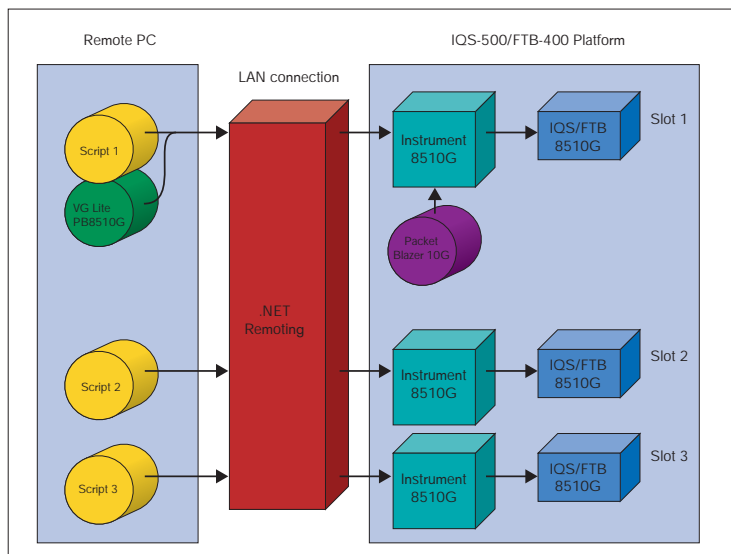 Remote PC
IQS-500/FTB-400 Platform
LAN connection
Script 1
VG Lite
PB8510G
.NET
Remoting
Instrument
8510G
IQS/FTB
8510G
Slot 1
Packet
Blazer 10G
Script 2
Instrument
8510G
IQS/FTB
8510G
Slot 2
Script 3
Instrument
8510G
IQS/FTB
8510G
Slot 3